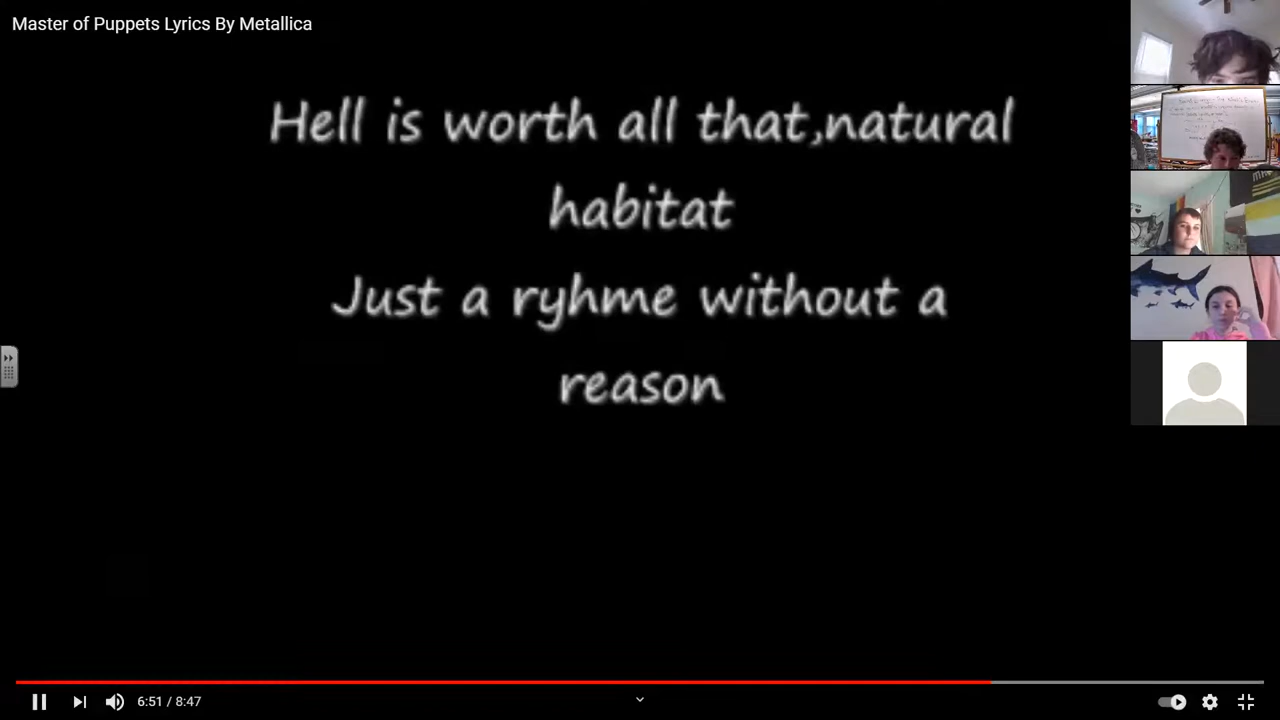 Master of Puppets Lyrics By Metallica
Hell is worth all that,natural
habitat
Just a ryhme without a
reason
6:51 / 8:47